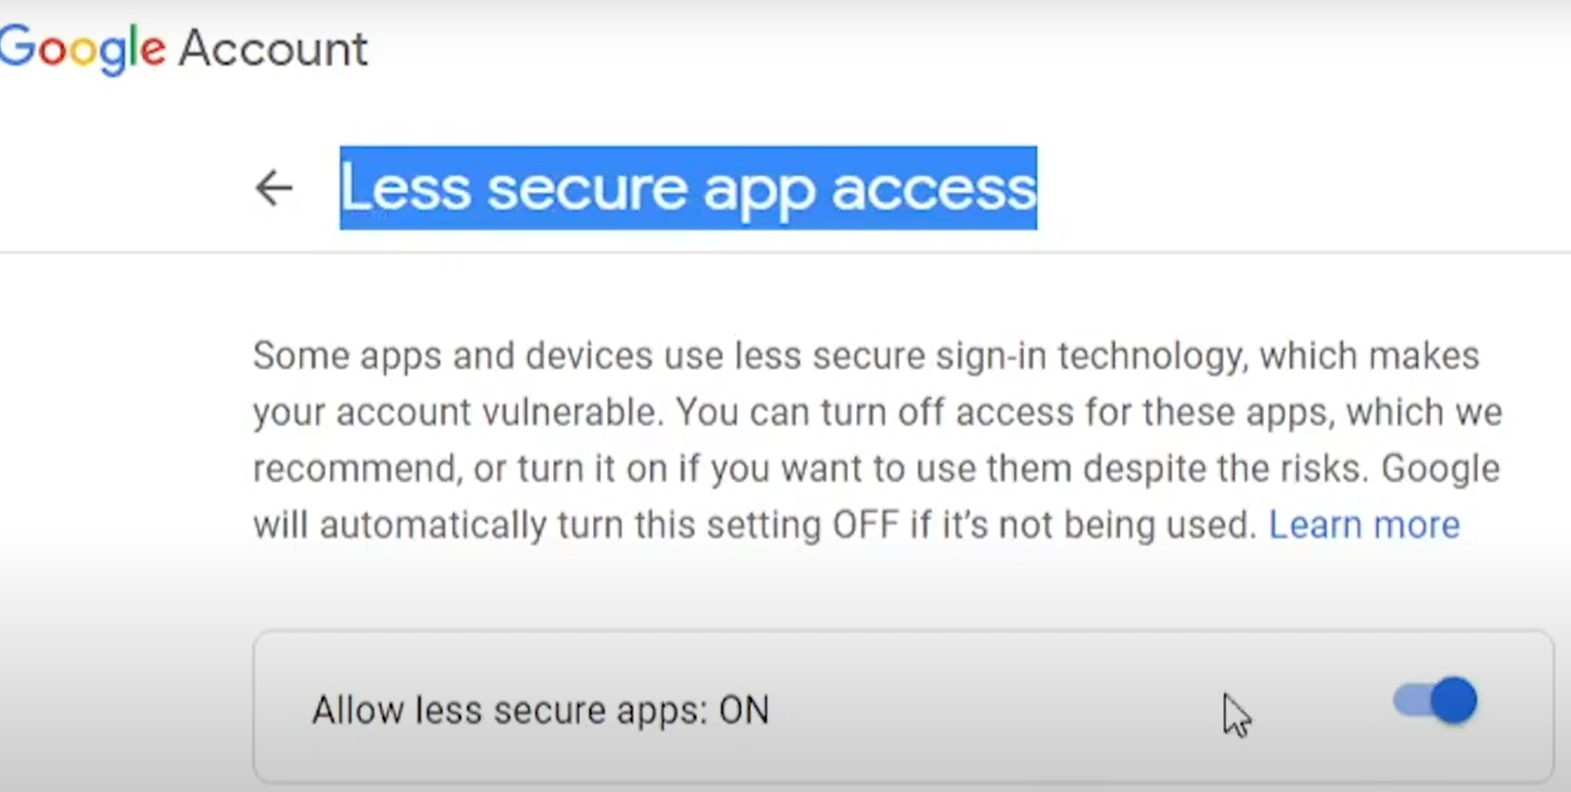 Google Account
Less secure app access
Some apps and devices use less secure sign-in technology, which makes
your account vulnerable. You can turn off access for these apps, which we
recommend, or turn it on if you want to use them despite the risks. Google
will automatically turn this setting OFF if it's not being used. Learn more
Allow less secure apps: ON